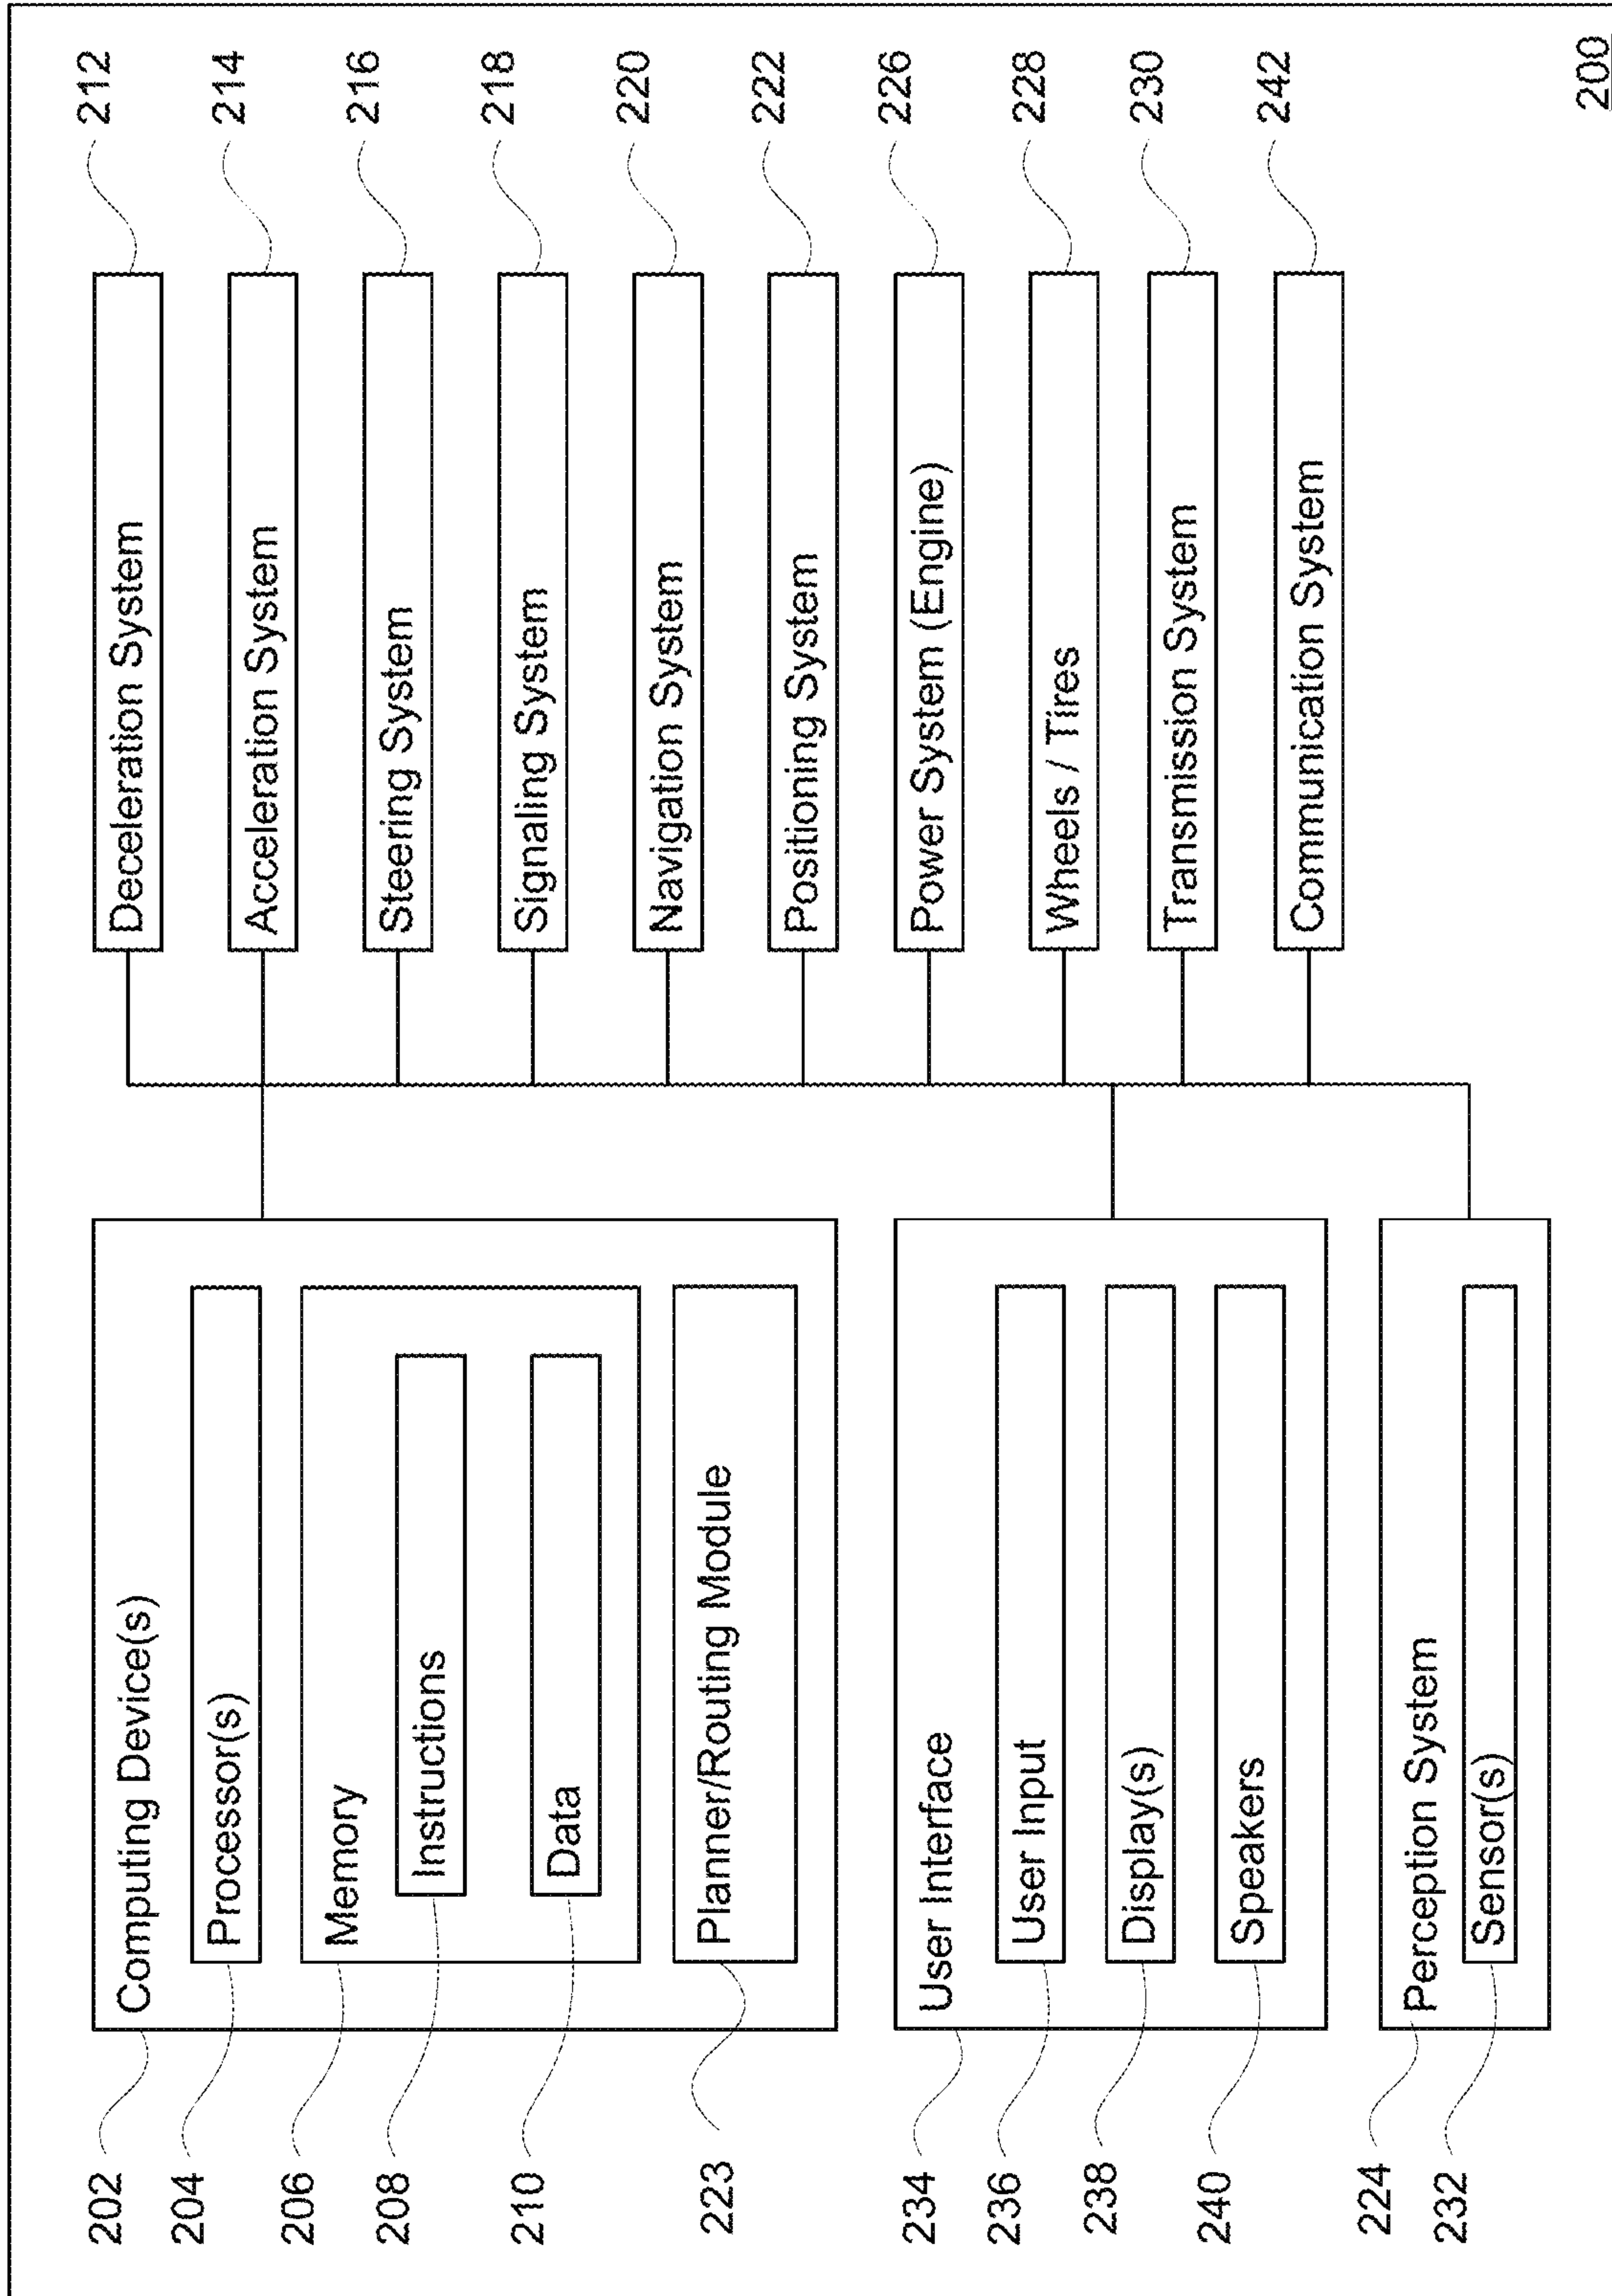 202
Computing Device(s)
204
Processor(s)
206
Memory
208
Instructions
210
Data
223
Planner/Routing Module
234
User Interface
236
User Input
238
Display(s)
240
Speakers
224
Perception System
232
Sensor(s)
Deceleration System
212
Acceleration System
214
Steering System
216
Signaling System
218
Navigation System
220
Positioning System
222
Power System (Engine)
226
Wheels / Tires
228
Transmission System
230
Communication System
242
200